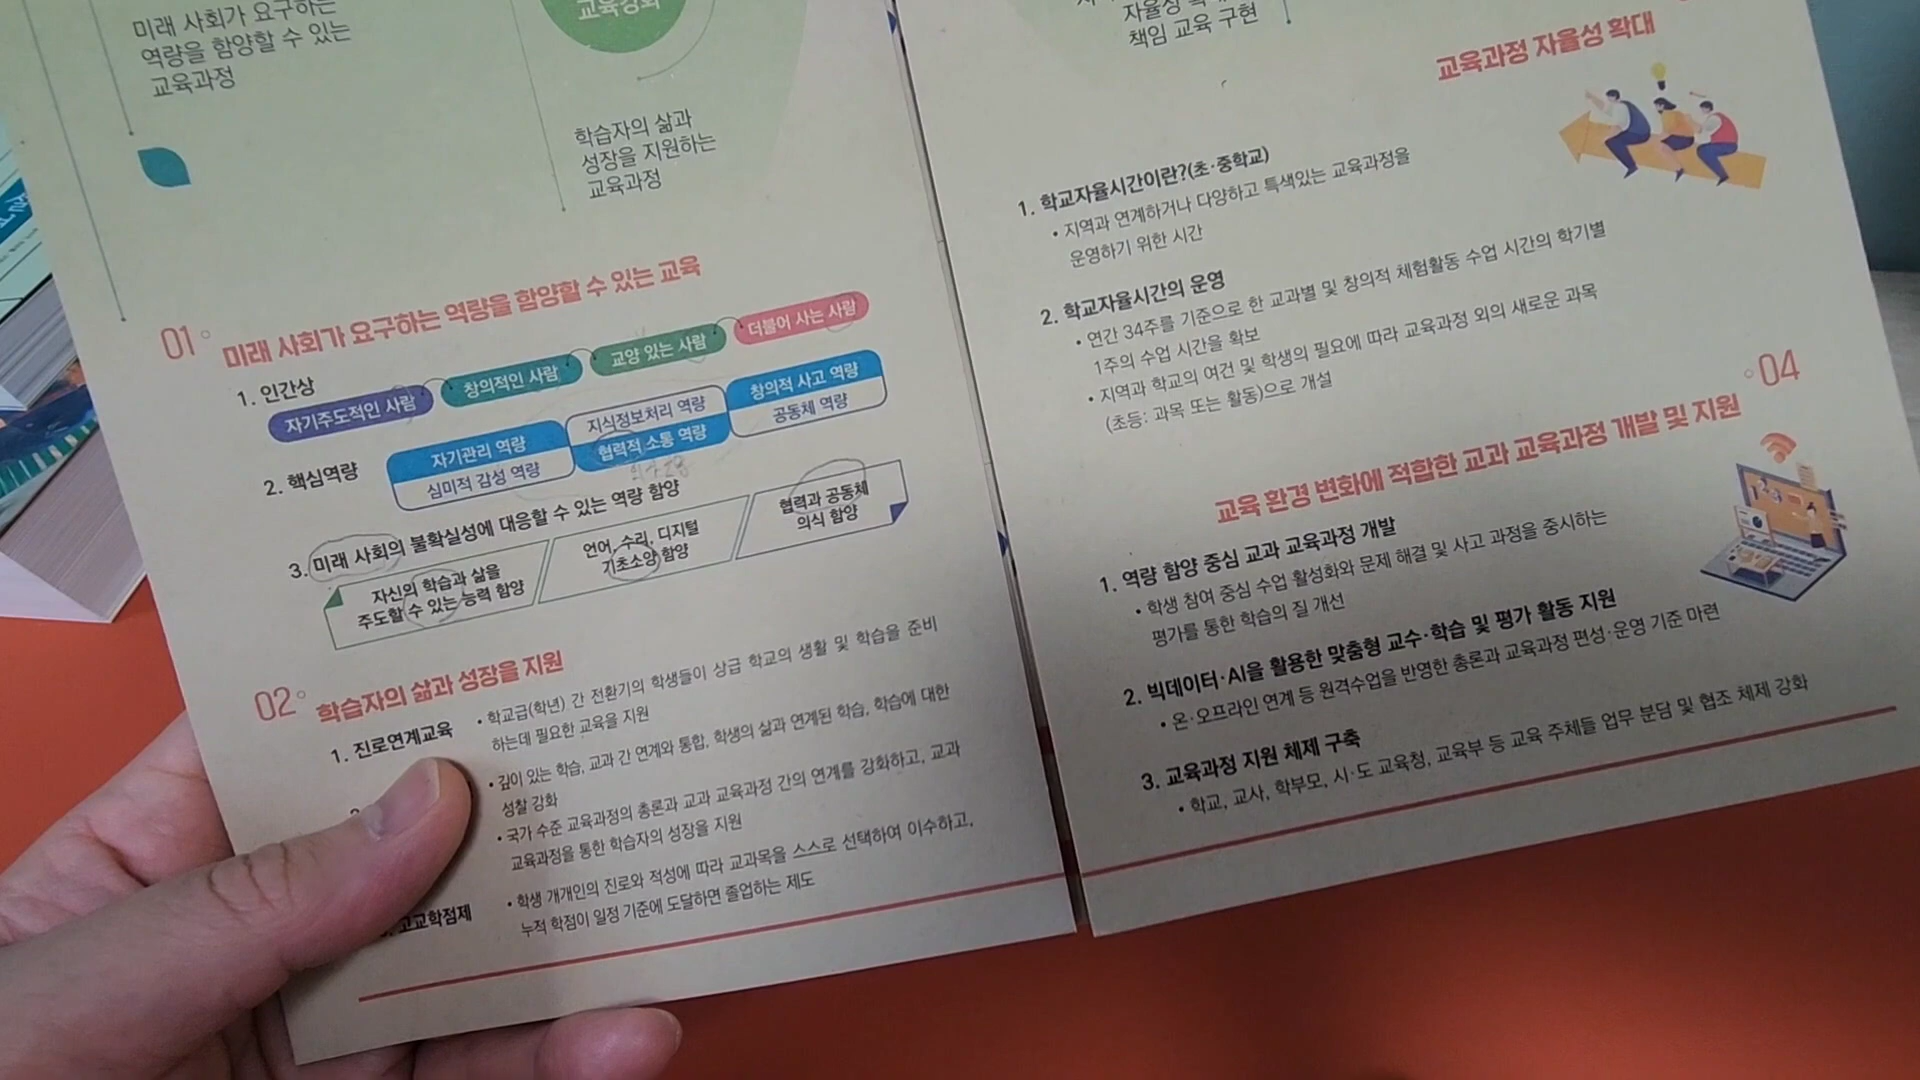 미래 사회가 요구하는
역량을 함양할 수 있는
교육과정
교육강화
학습자의 삶과
성장을 지원하는
교육과정
01
미래 사회가 요구하는 역량을 함양할 수 있는 교육
1. 인간상
자기주도적인 사람
창의적인 사람
교양 있는 사람
더불어 사는 사람
2. 핵심역량
자기관리 역량
심미적 감성 역량
지식정보처리 역량
협력적 소통 역량
창의적 사고 역량
공동체 역량
3. 미래 사회의 불확실성에 대응할 수 있는 역량 함양
자신의 학습과 삶을
주도할 수 있는 능력 함양
언어, 수리, 디지털
기초소양 함양
협력과 공동체
의식 함양
02
학습자의 삶과 성장을 지원
1. 진로연계교육
• 학교급(학년) 간 전환기의 학생들이 상급 학교의 생활 및 학습을 준비
하는데 필요한 교육을 지원
• 깊이 있는 학습, 교과 간 연계와 통합, 학생의 삶과 연계된 학습, 학습에 대한
성찰 강화
• 국가 수준 교육과정의 총론과 교과 교육과정 간의 연계를 강화하고, 교과
교육과정을 통한 학습자의 성장을 지원
고교학점제
• 학생 개개인의 진로와 적성에 따라 교과목을 스스로 선택하여 이수하고,
누적 학점이 일정 기준에 도달하면 졸업하는 제도
책임 교육 구현
교육과정 자율성 확대
1. 학교자율시간이란?(초·중학교)
• 지역과 연계하거나 다양하고 특색있는 교육과정을
운영하기 위한 시간
2. 학교자율시간의 운영
• 연간 34주를 기준으로 한 교과별 및 창의적 체험활동 수업 시간의 학기별
1주의 수업 시간을 확보
• 지역과 학교의 여건 및 학생의 필요에 따라 교육과정 외의 새로운 과목
(초등: 과목 또는 활동)으로 개설
04
교육 환경 변화에 적합한 교과 교육과정 개발 및 지원
1. 역량 함양 중심 교과 교육과정 개발
• 학생 참여 중심 수업 활성화와 문제 해결 및 사고 과정을 중시하는
평가를 통한 학습의 질 개선
2. 빅데이터·AI을 활용한 맞춤형 교수·학습 및 평가 활동 지원
• 온·오프라인 연계 등 원격수업을 반영한 총론과 교육과정 편성·운영 기준 마련
3. 교육과정 지원 체제 구축
• 학교, 교사, 학부모, 시·도 교육청, 교육부 등 교육 주체들 업무 분담 및 협조 체제 강화